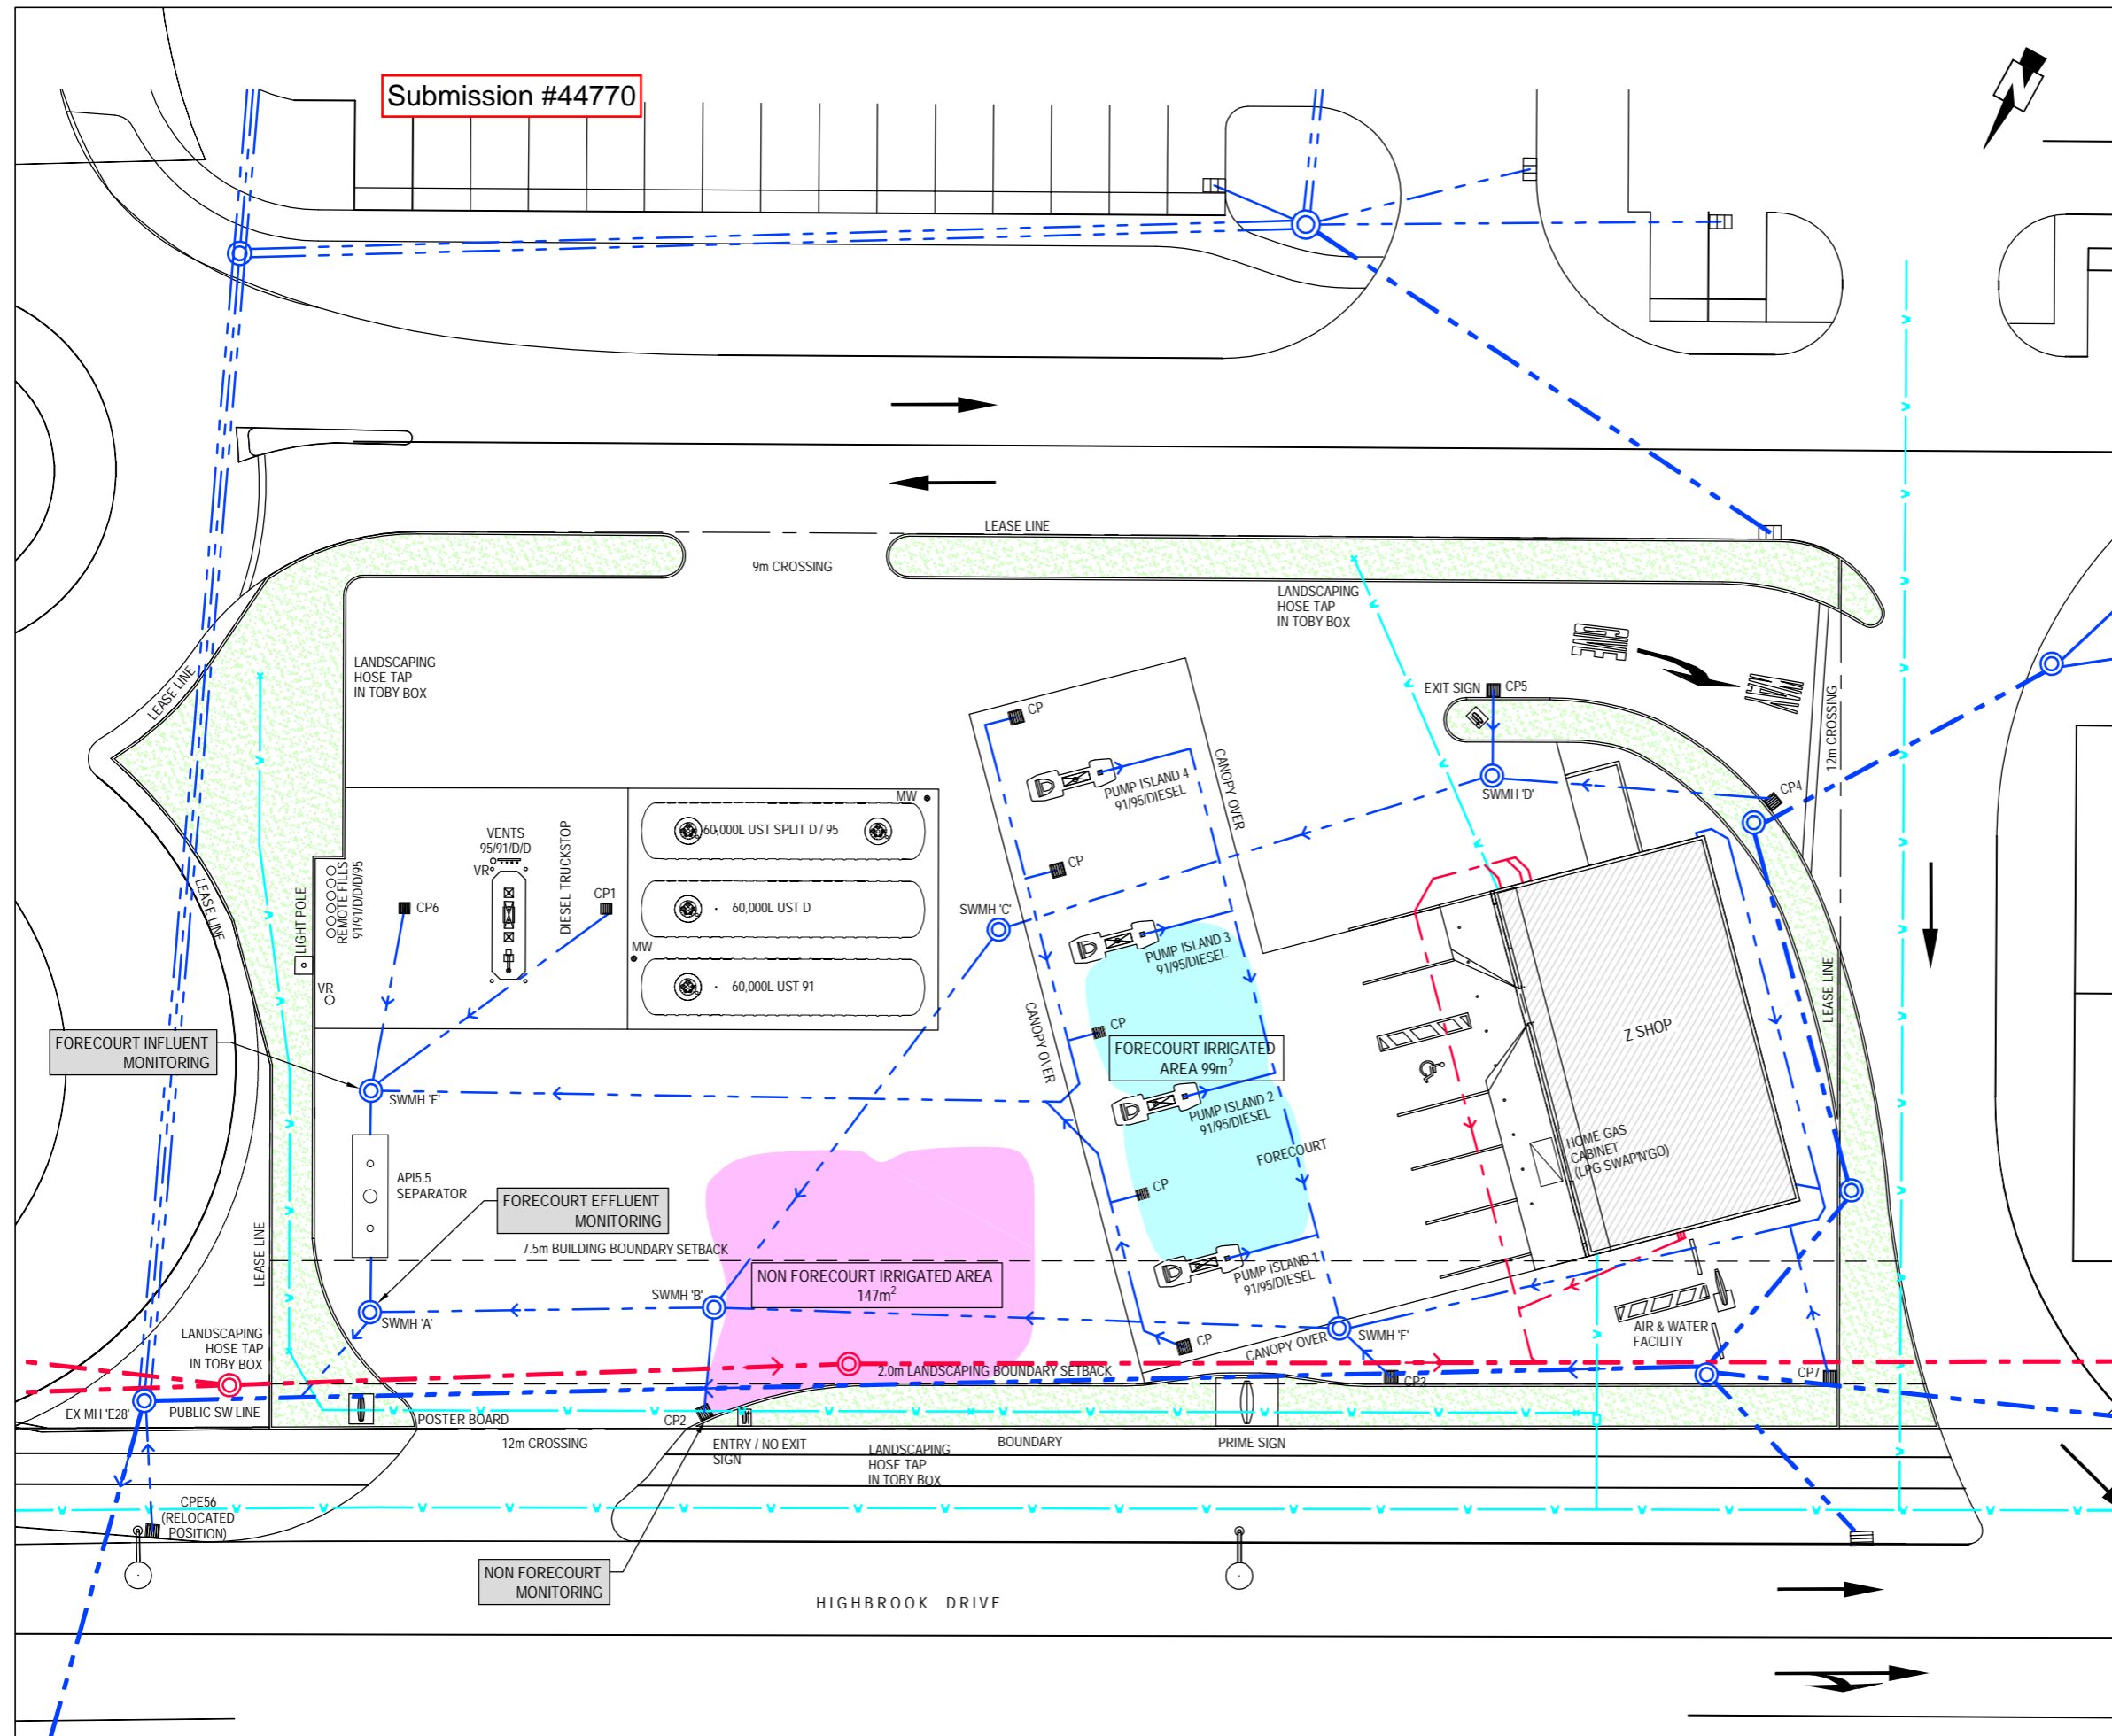 Submission #44770
LEASE LINE
9m CROSSING
LANDSCAPING
HOSE TAP
IN TOBY BOX
LANDSCAPING
HOSE TAP
IN TOBY BOX
LEASE LINE
EXIT SIGN
CP5
12m CROSSING
CP
CANOPY OVER
PUMP ISLAND 4
91/95/DIESEL
SWMH 'D'
CP4
MW
60,000L UST SPLIT D / 95
VENTS
95/91/D/D
VR
DIESEL TRUCKSTOP
CP
REMOTE FILLS
91/91/D/D/D/95
LIGHT POLE
LEASE LINE
CP6
CP1
60,000L UST D
SWMH 'C'
PUMP ISLAND 3
91/95/DIESEL
MW
60,000L UST 91
VR
LEASE LINE
CANOPY OVER
CP
Z SHOP
FORECOURT INFLUENT
MONITORING
FORECOURT IRRIGATED
AREA 99m²
SWMH 'E'
PUMP ISLAND 2
91/95/DIESEL
FORECOURT
HOME GAS
CABINET
(LPG SWAP'N'GO)
API5.5
SEPARATOR
CP
FORECOURT EFFLUENT
MONITORING
LEASE LINE
7.5m BUILDING BOUNDARY SETBACK
NON FORECOURT IRRIGATED AREA
147m²
PUMP ISLAND 1
91/95/DIESEL
SWMH 'B'
SWMH 'A'
LANDSCAPING
HOSE TAP
IN TOBY BOX
CP
CANOPY OVER
SWMH 'F'
AIR & WATER
FACILITY
2.0m LANDSCAPING BOUNDARY SETBACK
CP3
CP7
EX MH 'E28'
PUBLIC SW LINE
POSTER BOARD
CP2
12m CROSSING
ENTRY / NO EXIT
SIGN
LANDSCAPING
HOSE TAP
IN TOBY BOX
BOUNDARY
PRIME SIGN
CPE56
(RELOCATED
POSITION)
NON FORECOURT
MONITORING
HIGHBROOK DRIVE